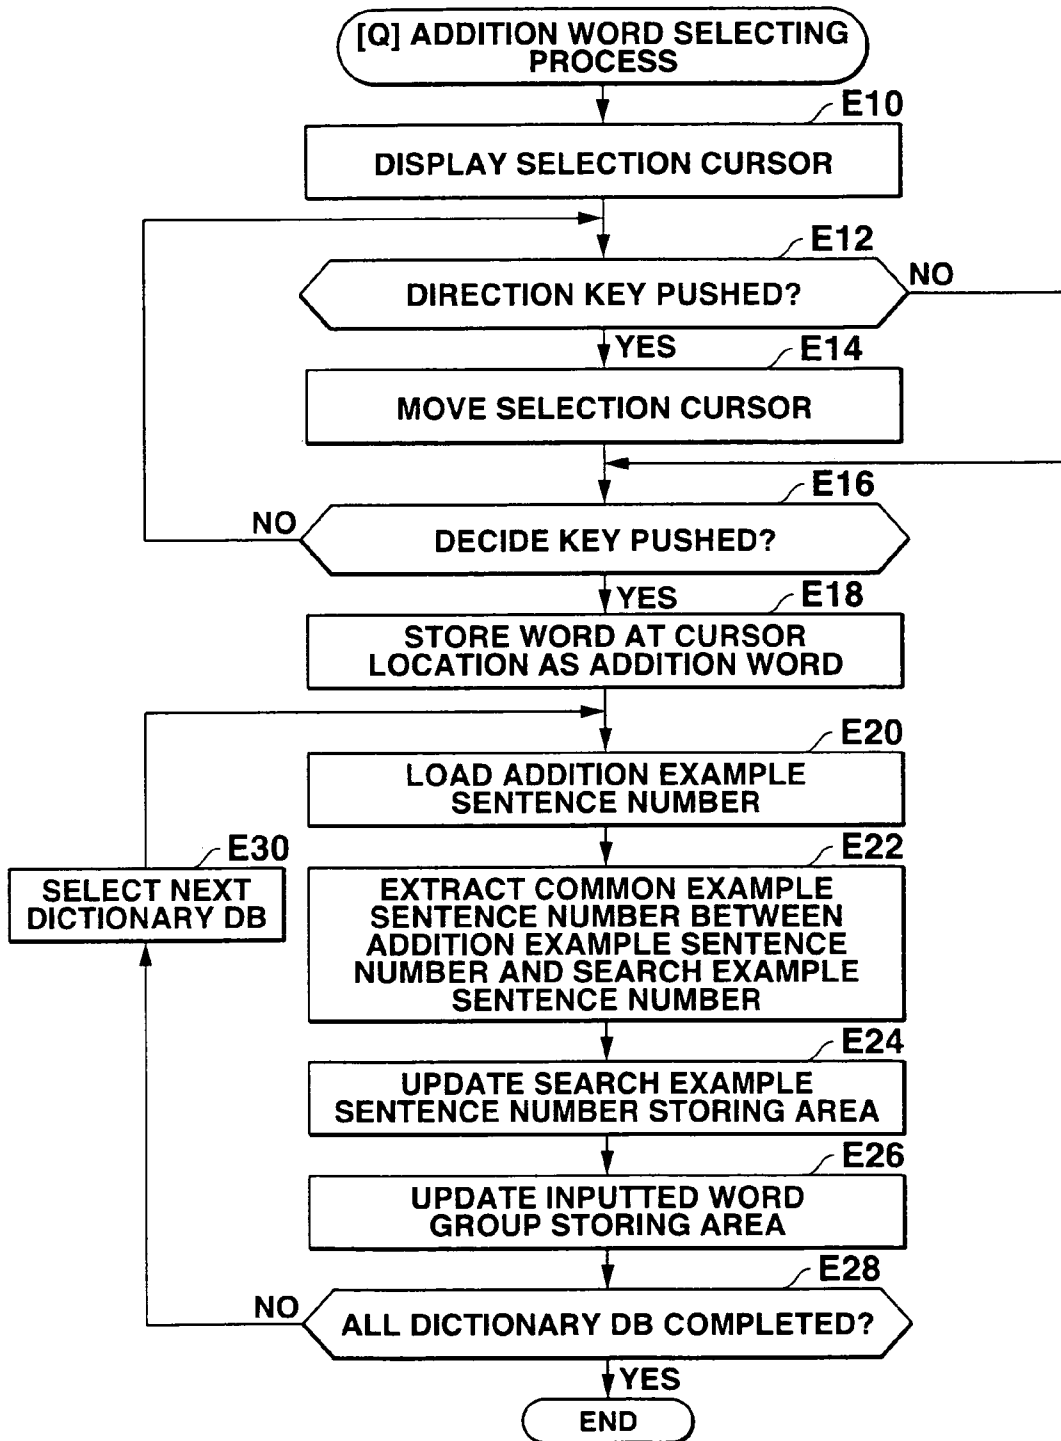 [Q] ADDITION WORD SELECTING
PROCESS
E10
DISPLAY SELECTION CURSOR
E12
DIRECTION KEY PUSHED?
NO
YES
E14
MOVE SELECTION CURSOR
E16
NO
DECIDE KEY PUSHED?
YES
E18
STORE WORD AT CURSOR
LOCATION AS ADDITION WORD
E20
LOAD ADDITION EXAMPLE
SENTENCE NUMBER
E30
SELECT NEXT
DICTIONARY DB
E22
EXTRACT COMMON EXAMPLE
SENTENCE NUMBER BETWEEN
ADDITION EXAMPLE SENTENCE
NUMBER AND SEARCH EXAMPLE
SENTENCE NUMBER
E24
UPDATE SEARCH EXAMPLE
SENTENCE NUMBER STORING AREA
E26
UPDATE INPUTTED WORD
GROUP STORING AREA
E28
NO
ALL DICTIONARY DB COMPLETED?
YES
END